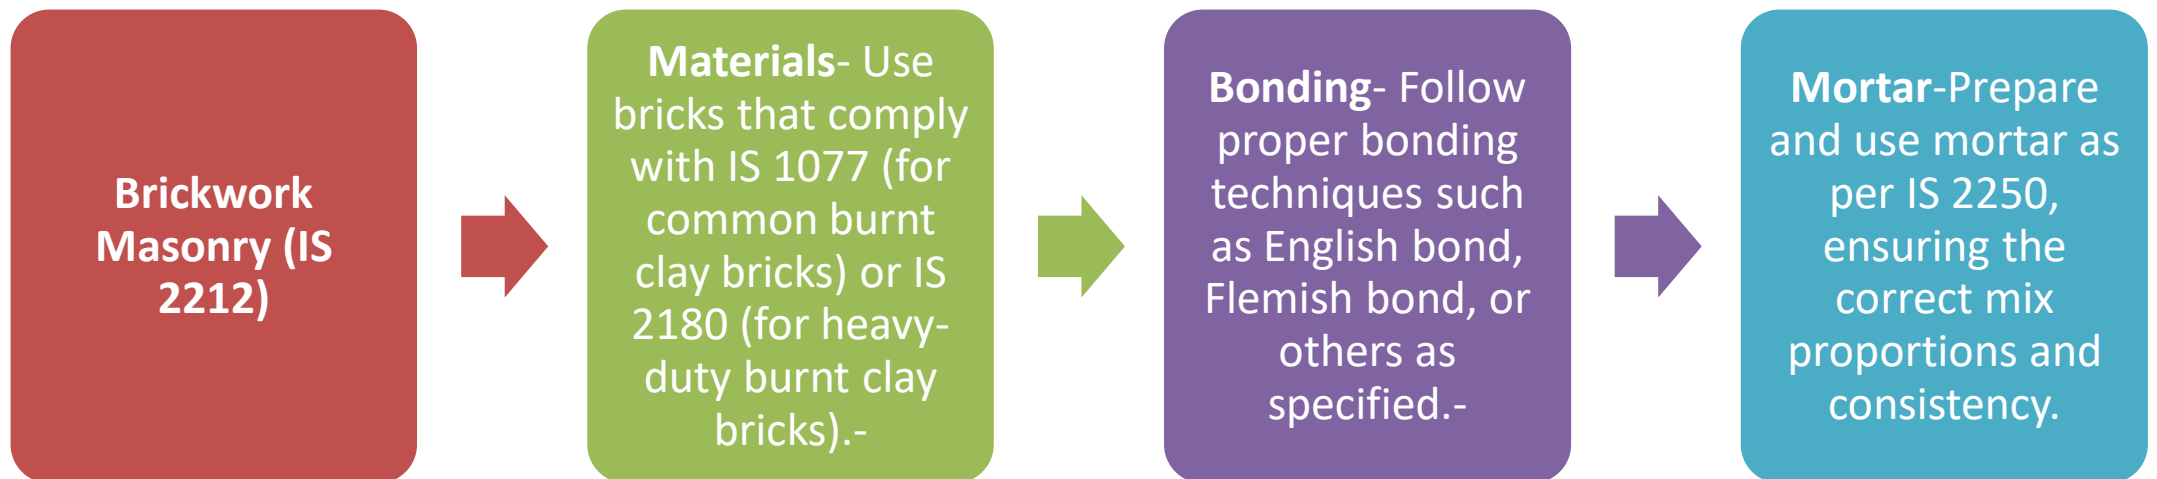 Brickwork
Masonry (IS
2212)
Materials- Use
bricks that comply
with IS 1077 (for
common burnt
clay bricks) or IS
2180 (for heavy-
duty burnt clay
bricks).-
Bonding- Follow
proper bonding
techniques such
as English bond,
Flemish bond, or
others as
specified.-
Mortar-Prepare
and use mortar as
per IS 2250,
ensuring the
correct mix
proportions and
consistency.